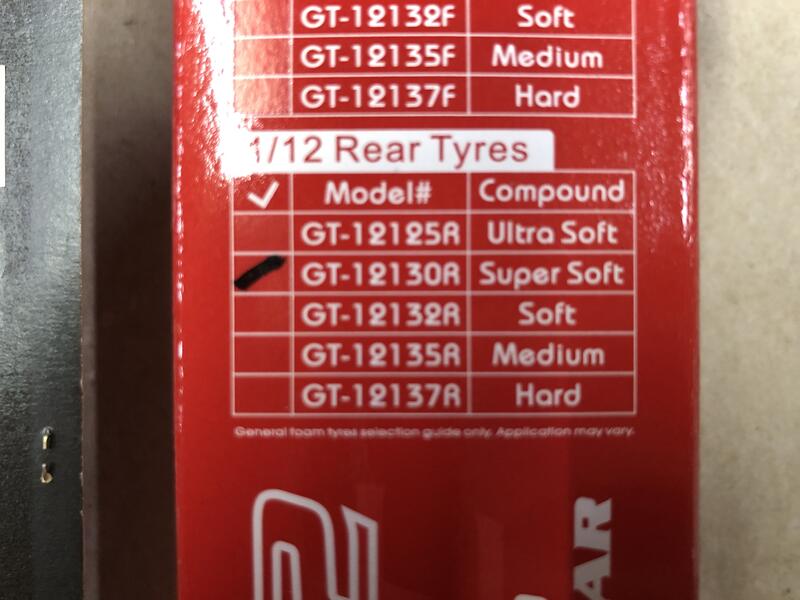 GT-12132F Soft
GT-12135F Medium
GT-12137F Hard
1/12 Rear Tyres
Model# Compound
GT-12125R Ultra Soft
GT-12130R Super Soft
GT-12132R Soft
GT-12135R Medium
GT-12137R Hard
General foam tyres selection guide only. Application may vary.
2
AR